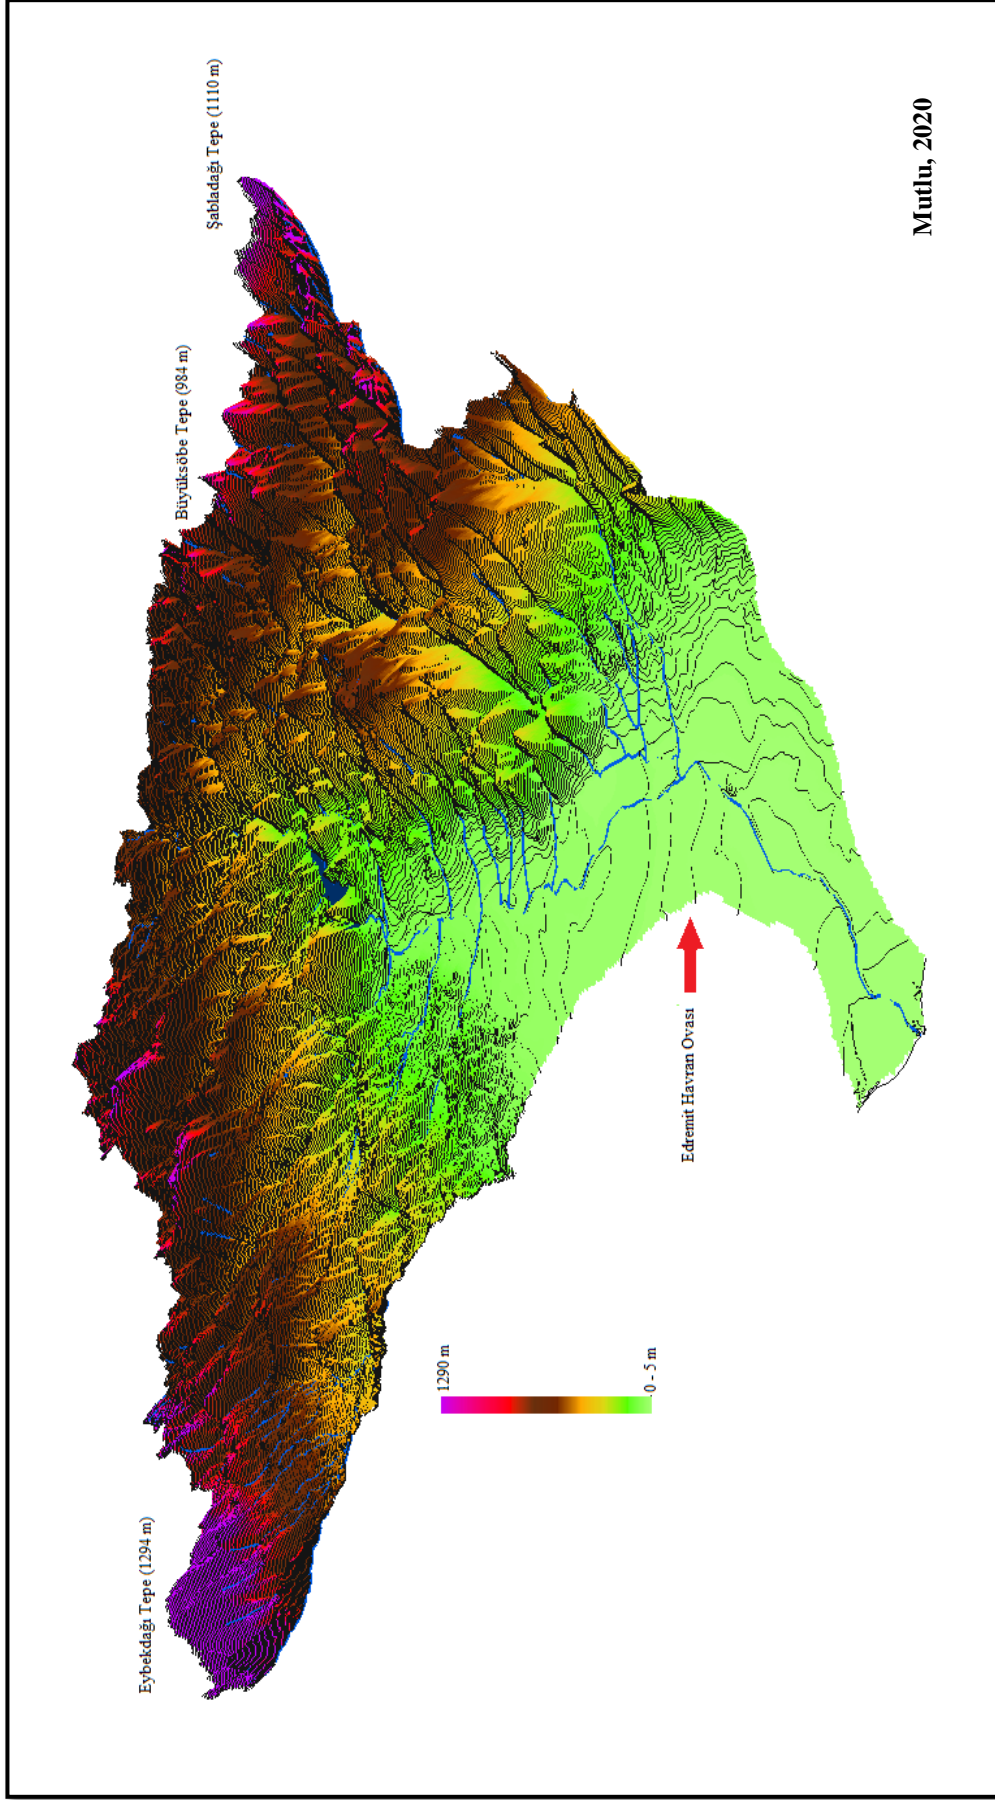 Eybekdağı Tepe (1294 m)
Büyüksöbe Tepe (984 m)
Şabladağı Tepe (1110 m)
1290 m
0 - 5 m
Edremit Havran Ovası
Mutlu, 2020